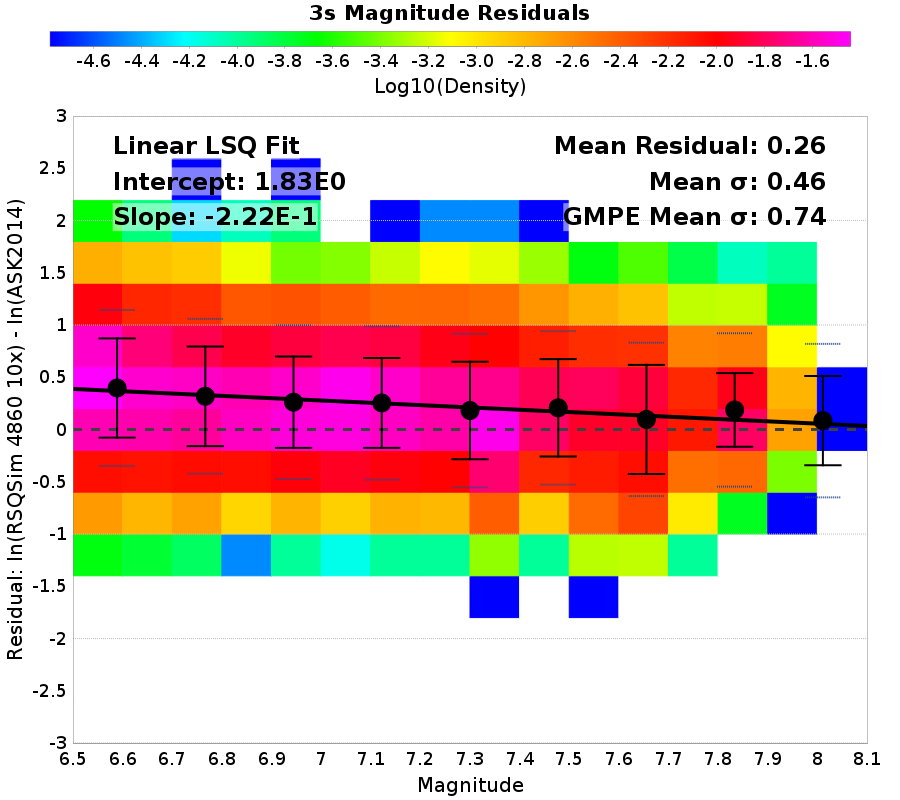 3s Magnitude Residuals
-4.6 -4.4 -4.2 -4.0 -3.8 -3.6 -3.4 -3.2 -3.0 -2.8 -2.6 -2.4 -2.2 -2.0 -1.8 -1.6
Log10(Density)
Linear LSQ Fit
Intercept: 1.83E0
Slope: -2.22E-1
Mean Residual: 0.26
Mean σ: 0.46
GMPE Mean σ: 0.74
Residual: ln(RSQSim 4860 10x) - ln(ASK2014)
3
2.5
2
1.5
1
0.5
0
-0.5
-1
-1.5
-2
-2.5
-3
6.5 6.6 6.7 6.8 6.9 7 7.1 7.2 7.3 7.4 7.5 7.6 7.7 7.8 7.9 8 8.1
Magnitude